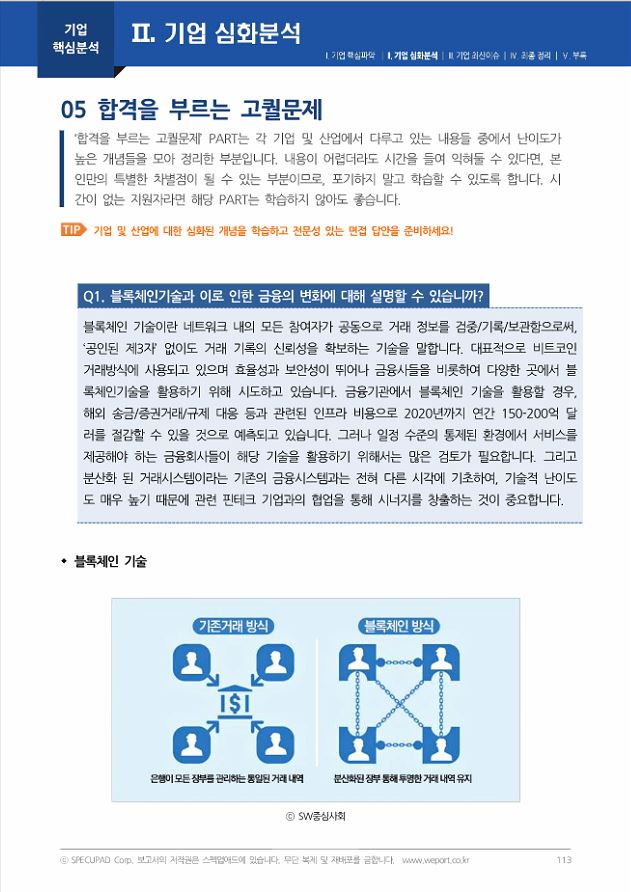 기업
핵심분석
Ⅱ. 기업 심화분석
Ⅰ. 기업 핵심파악 | Ⅱ. 기업 심화분석 | Ⅲ. 기업 최신이슈 | Ⅳ. 최종 정리 | Ⅴ. 부록
05 합격을 부르는 고퀄문제
'합격을 부르는 고퀄문제' PART는 각 기업 및 산업에서 다루고 있는 내용들 중에서 난이도가
높은 개념들을 모아 정리한 부분입니다. 내용이 어렵더라도 시간을 들여 익혀둘 수 있다면, 본
인만의 특별한 차별점이 될 수 있는 부분이므로, 포기하지 말고 학습할 수 있도록 합니다. 시
간이 없는 지원자라면 해당 PART는 학습하지 않아도 좋습니다.
TIP 기업 및 산업에 대한 심화된 개념을 학습하고 전문성 있는 면접 답안을 준비하세요!
Q1. 블록체인기술과 이로 인한 금융의 변화에 대해 설명할 수 있습니까?
블록체인 기술이란 네트워크 내의 모든 참여자가 공동으로 거래 정보를 검증/기록/보관함으로써,
'공인된 제3자' 없이도 거래 기록의 신뢰성을 확보하는 기술을 말합니다. 대표적으로 비트코인
거래방식에 사용되고 있으며 효율성과 보안성이 뛰어나 금융사들을 비롯하여 다양한 곳에서 블
록체인기술을 활용하기 위해 시도하고 있습니다. 금융기관에서 블록체인 기술을 활용할 경우,
해외 송금/증권거래/규제 대응 등과 관련된 인프라 비용으로 2020년까지 연간 150-200억 달
러를 절감할 수 있을 것으로 예측되고 있습니다. 그러나 일정 수준의 통제된 환경에서 서비스를
제공해야 하는 금융회사들이 해당 기술을 활용하기 위해서는 많은 검토가 필요합니다. 그리고
분산화 된 거래시스템이라는 기존의 금융시스템과는 전혀 다른 시각에 기초하여, 기술적 난이도
도 매우 높기 때문에 관련 핀테크 기업과의 협업을 통해 시너지를 창출하는 것이 중요합니다.
◆ 블록체인 기술
기존거래 방식
블록체인 방식
은행이 모든 장부를 관리하는 통일된 거래 내역
분산화된 장부 통해 투명한 거래 내역 유지
ⓒ SW중심사회
ⓒ SPECUPAD Corp. 보고서의 저작권은 스펙업애드에 있습니다. 무단 복제 및 재배포를 금합니다. www.weport.co.kr
113